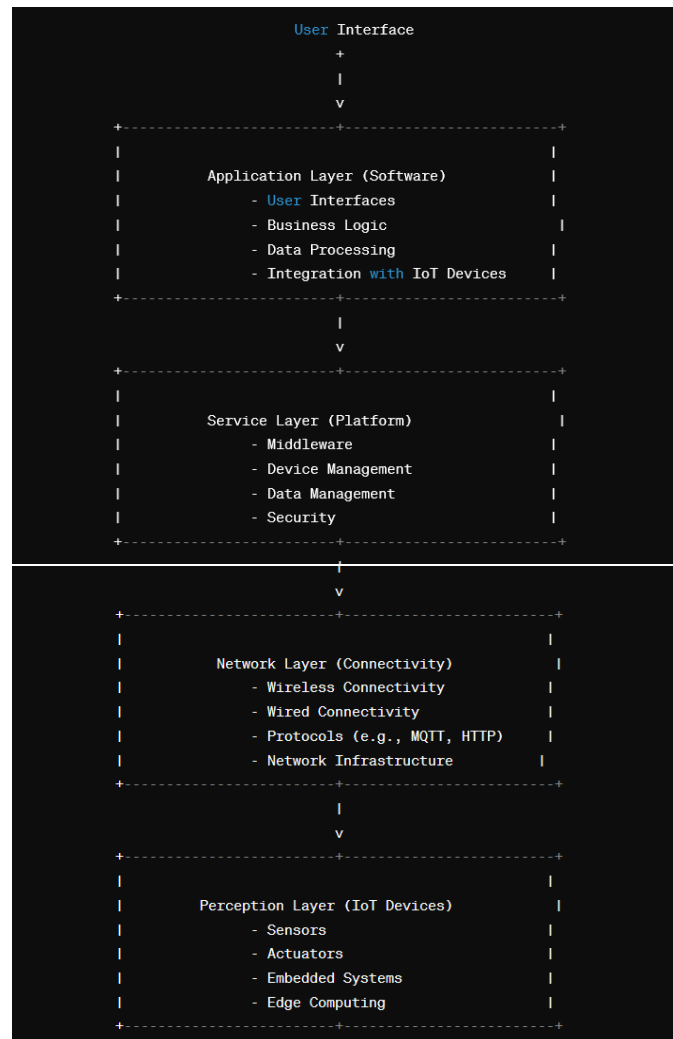 User Interface
+
|
v
+-------------------------+-------------------------+
| |
| Application Layer (Software) |
| - User Interfaces |
| - Business Logic |
| - Data Processing |
| - Integration with IoT Devices |
+-------------------------+-------------------------+
|
v
+-------------------------+-------------------------+
| |
| Service Layer (Platform) |
| - Middleware |
| - Device Management |
| - Data Management |
| - Security |
+-------------------------+-------------------------+
|
v
+-------------------------+-------------------------+
| |
| Network Layer (Connectivity) |
| - Wireless Connectivity |
| - Wired Connectivity |
| - Protocols (e.g., MQTT, HTTP) |
| - Network Infrastructure |
+-------------------------+-------------------------+
|
v
+-------------------------+-------------------------+
| |
| Perception Layer (IoT Devices) |
| - Sensors |
| - Actuators |
| - Embedded Systems |
| - Edge Computing |
+-------------------------+-------------------------+